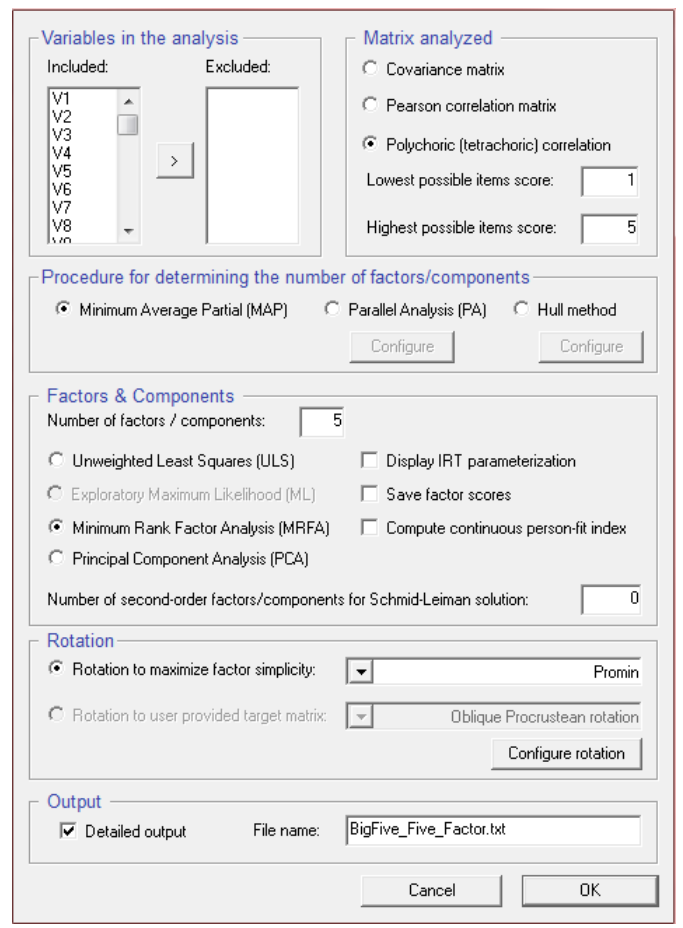 Variables in the analysis
Included:
Excluded:
V1
V2
V3
V4
V5
V6
V7
V8
>
Matrix analyzed
Covariance matrix
Pearson correlation matrix
Polychoric (tetrachoric) correlation
Lowest possible items score: 1
Highest possible items score: 5
Procedure for determining the number of factors/components
Minimum Average Partial (MAP)
Parallel Analysis (PA)
Hull method
Configure
Configure
Factors & Components
Number of factors / components: 5
Unweighted Least Squares (ULS)
Display IRT parameterization
Exploratory Maximum Likelihood (ML)
Save factor scores
Minimum Rank Factor Analysis (MRFA)
Compute continuous person-fit index
Principal Component Analysis (PCA)
Number of second-order factors/components for Schmid-Leiman solution: 0
Rotation
Rotation to maximize factor simplicity: Promin
Rotation to user provided target matrix: Oblique Procrustean rotation
Configure rotation
Output
Detailed output
File name: BigFive_Five_Factor.txt
Cancel
OK